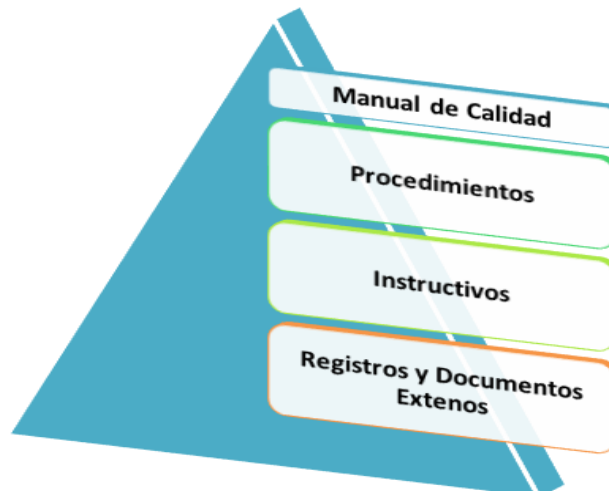 Manual de Calidad
Procedimientos
Instructivos
Registros y Documentos
Extenos